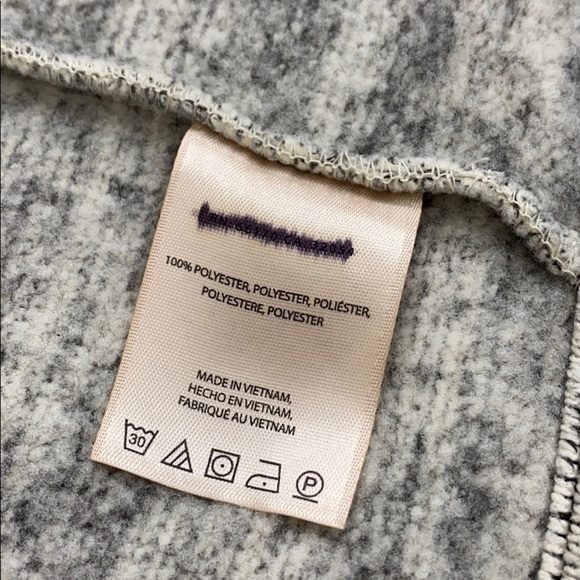 100% POLYESTER, POLYESTER, POLIÉSTER,
POLYESTERE, POLYESTER
MADE IN VIETNAM,
HECHO EN VIETNAM,
FABRIQUÉ AU VIETNAM
30 P